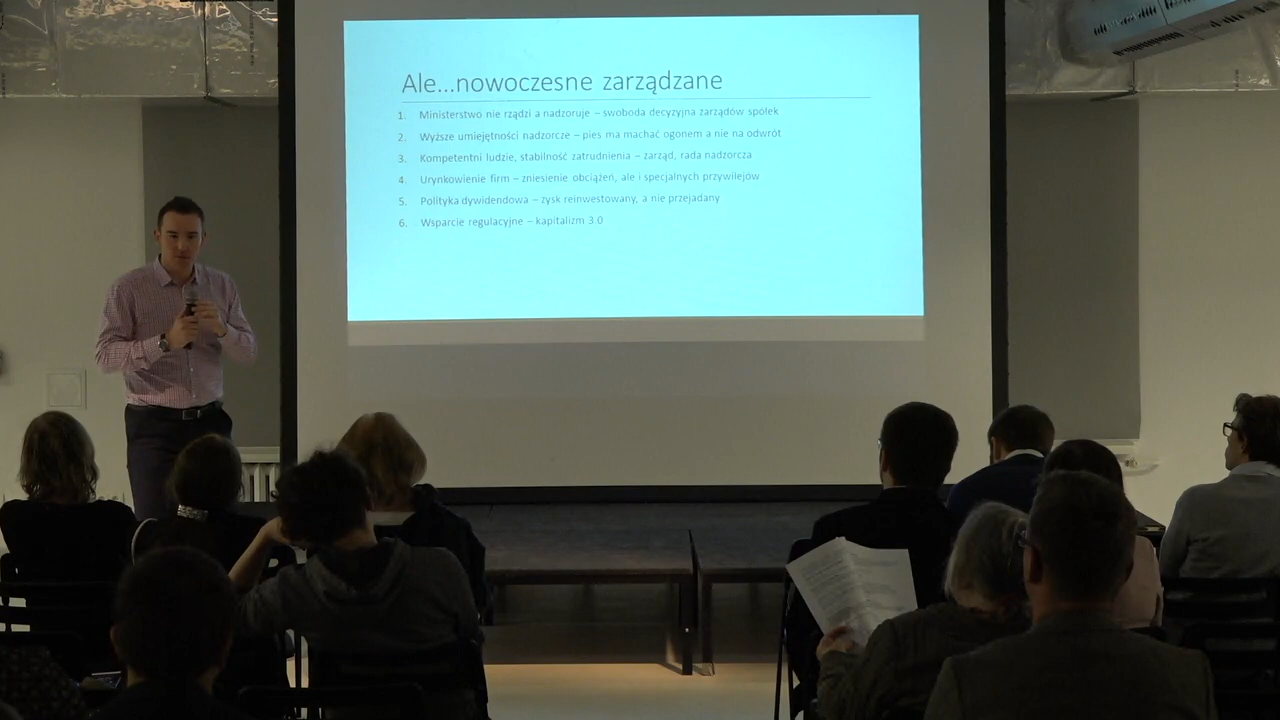 Ale...nowoczesne zarządzane
1. Ministerstwo nie rządzi a nadzoruje – swoboda decyzyjna zarządów spółek
2. Wyższe umiejętności nadzorcze – pies ma machać ogonem a nie na odwrót
3. Kompetentni ludzie, stabilność zatrudnienia – zarząd, rada nadzorcza
4. Urynkowienie firm – zniesienie obciążeń, ale i specjalnych przywilejów
5. Polityka dywidendowa – zysk reinwestowany, a nie przejadany
6. Wsparcie regulacyjne – kapitalizm 3.0